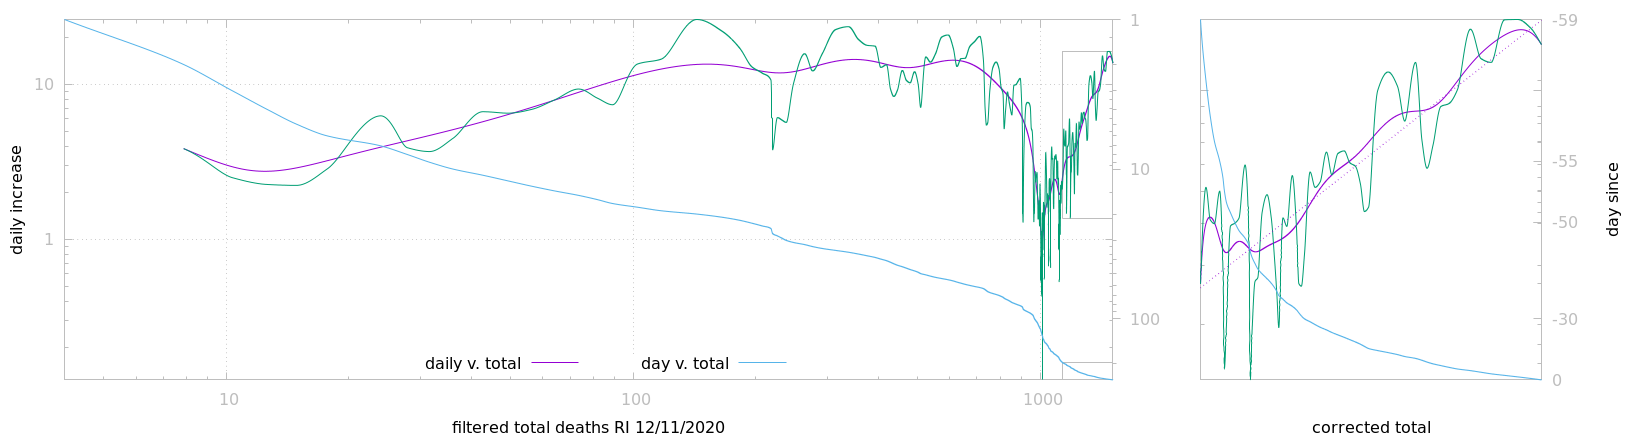 1
-59
10
daily increase
10
-55
day since
-50
1
100
-30
daily v. total
day v. total
0
10
100
1000
filtered total deaths RI 12/11/2020
corrected total